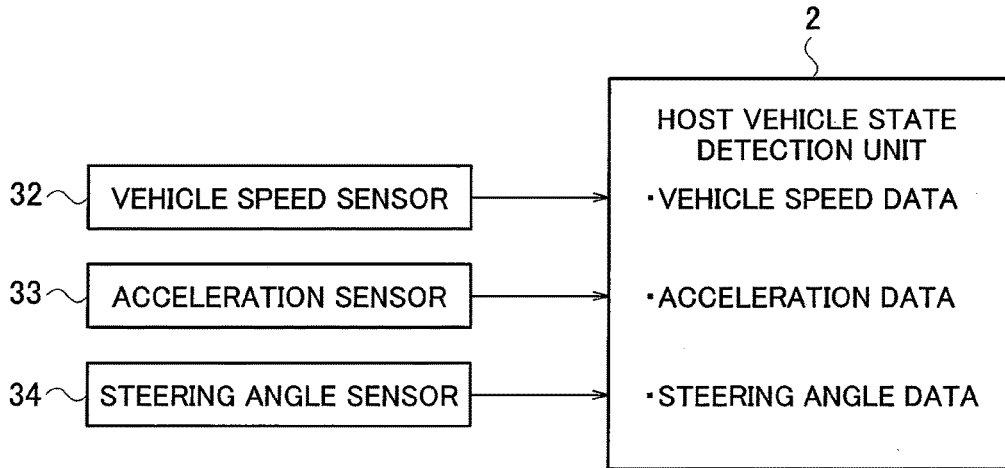 2
HOST VEHICLE STATE
DETECTION UNIT
32 VEHICLE SPEED SENSOR ・VEHICLE SPEED DATA
33 ACCELERATION SENSOR ・ACCELERATION DATA
34 STEERING ANGLE SENSOR ・STEERING ANGLE DATA